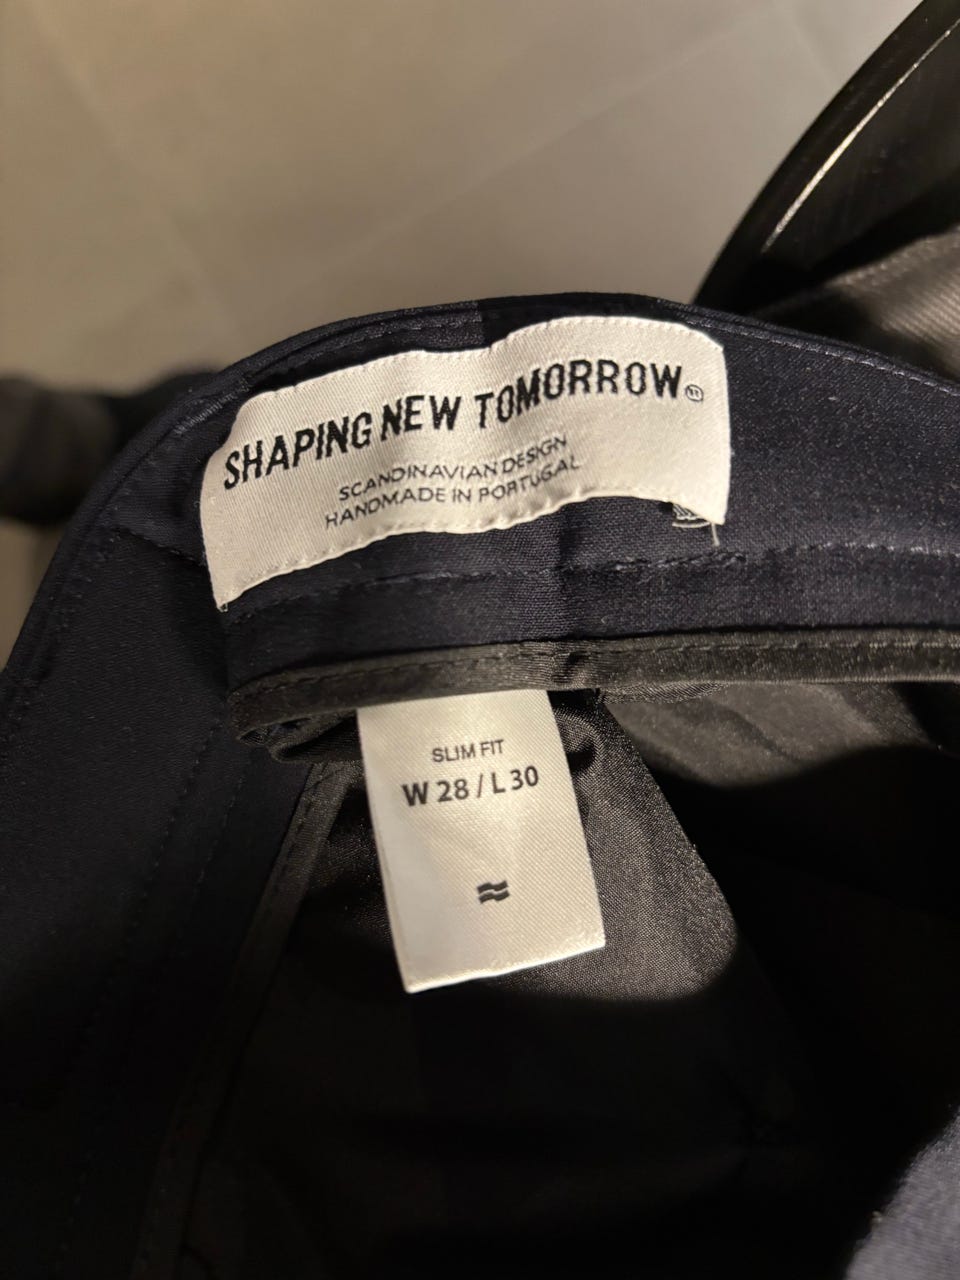 SHAPING NEW TOMORROW®
SCANDINAVIAN DESIGN
HANDMADE IN PORTUGAL
SLIM FIT
W 28 / L 30